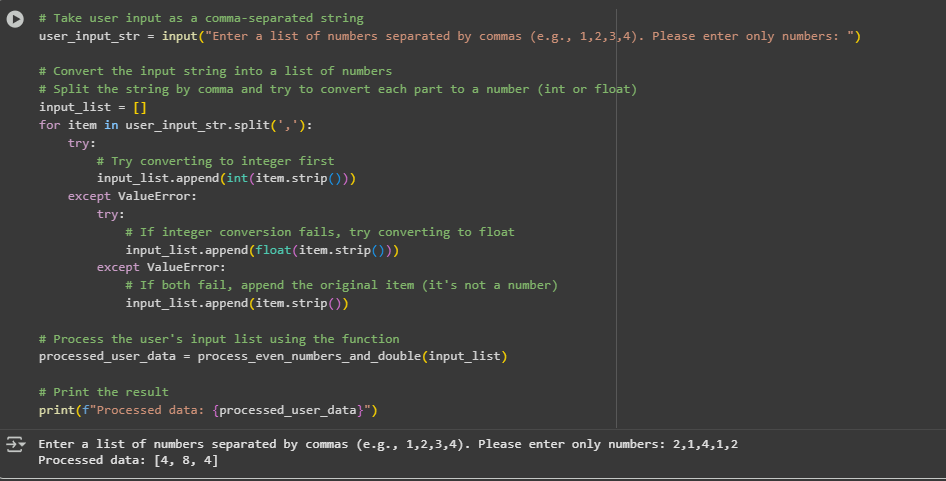 # Take user input as a comma-separated string
user_input_str = input("Enter a list of numbers separated by commas (e.g., 1,2,3,4). Please enter only numbers: ")
# Convert the input string into a list of numbers
# Split the string by comma and try to convert each part to a number (int or float)
input_list = []
for item in user_input_str.split(','):
    try:
        # Try converting to integer first
        input_list.append(int(item.strip()))
    except ValueError:
        try:
            # If integer conversion fails, try converting to float
            input_list.append(float(item.strip()))
        except ValueError:
            # If both fail, append the original item (it's not a number)
            input_list.append(item.strip())
# Process the user's input list using the function
processed_user_data = process_even_numbers_and_double(input_list)
# Print the result
print(f"Processed data: {processed_user_data}")
Enter a list of numbers separated by commas (e.g., 1,2,3,4). Please enter only numbers: 2,1,4,1,2
Processed data: [4, 8, 4]